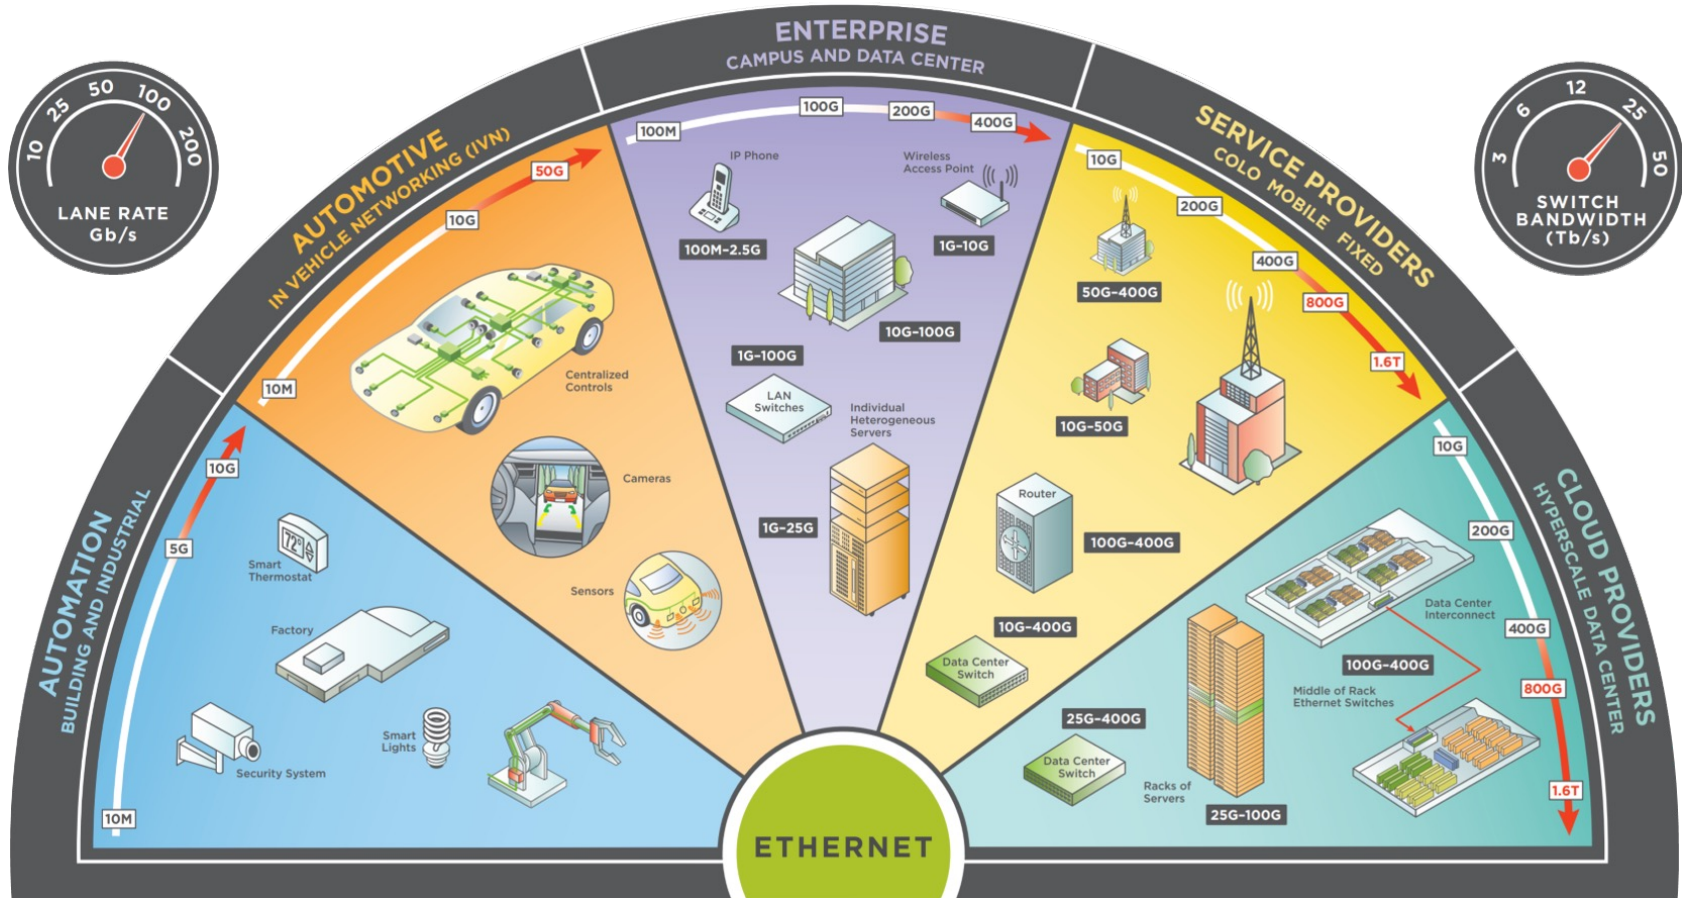 10
25
50
100
200
LANE RATE
Gb/s
3
6
12
25
50
SWITCH
BANDWIDTH
(Tb/s)
AUTOMATION
BUILDING AND INDUSTRIAL
10M
5G
10G
Smart
Thermostat
72°
Factory
Security System
Smart
Lights
AUTOMOTIVE
IN VEHICLE NETWORKING (IVN)
10M
10G
50G
Centralized
Controls
Cameras
Sensors
ENTERPRISE
CAMPUS AND DATA CENTER
100M
100G
200G
400G
IP Phone
100M–2.5G
Wireless
Access Point
1G–10G
10G–100G
1G–100G
LAN
Switches
Individual
Heterogeneous
Servers
1G–25G
SERVICE PROVIDERS
COLO MOBILE FIXED
10G
200G
400G
800G
1.6T
50G–400G
10G–50G
Router
100G–400G
10G–400G
Data Center
Switch
CLOUD PROVIDERS
HYPERSCALE DATA CENTER
10G
200G
400G
800G
1.6T
Data Center
Interconnect
100G–400G
Middle of Rack
Ethernet Switches
25G–400G
Data Center
Switch
Racks of
Servers
25G–100G
ETHERNET